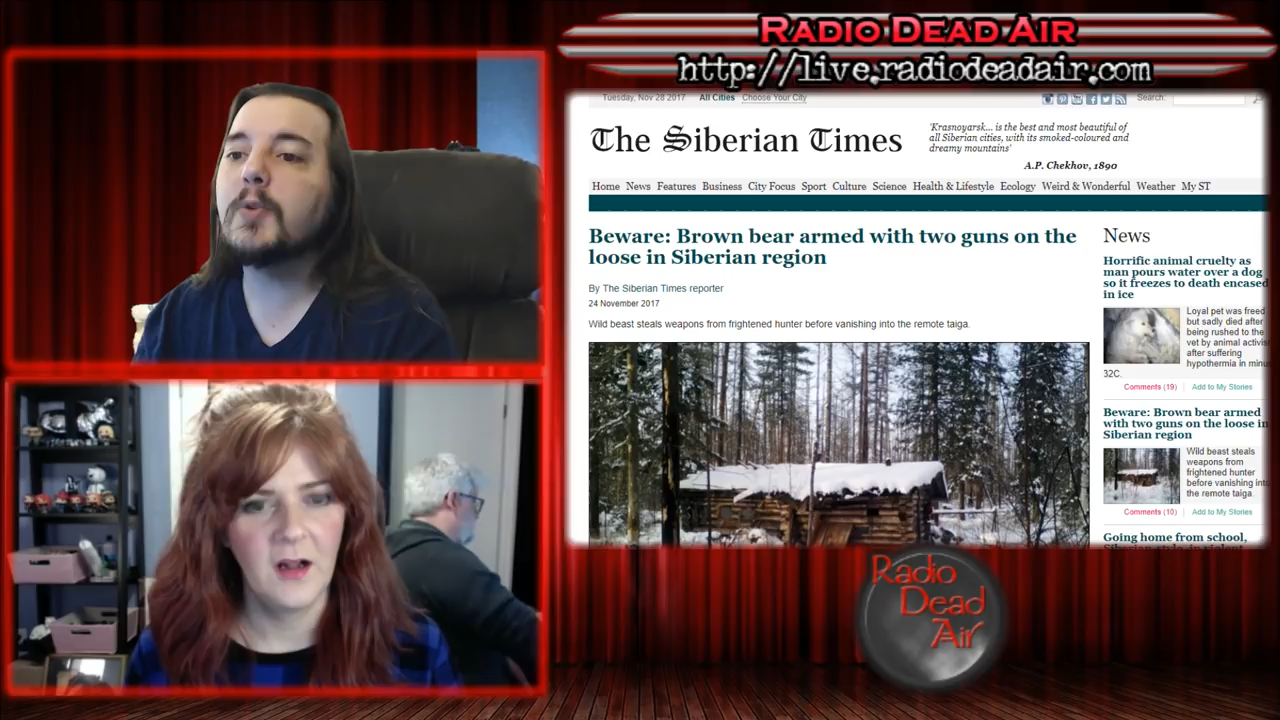 Radio Dead Air
http://live.radiodeadair.com
Tuesday, Nov 28 2017 All Cities Choose Your City Search:
The Siberian Times
'Krasnoyarsk... is the best and most beautiful of
all Siberian cities, with its smoked-coloured and
dreamy mountains'
A.P. Chekhov, 1890
Home News Features Business City Focus Sport Culture Science Health & Lifestyle Ecology Weird & Wonderful Weather My ST
Beware: Brown bear armed with two guns on the
loose in Siberian region
By The Siberian Times reporter
24 November 2017
Wild beast steals weapons from frightened hunter before vanishing into the remote taiga.
News
Horrific animal cruelty as
man pours water over a dog
so it freezes to death encased
in ice
Loyal pet was freed
but sadly died after
being rushed to the
vet by animal
after suffering
hypothermia in
32C.
Comments (19) Add to My Stories
Beware: Brown bear armed
with two guns on the loose in
Siberian region
Wild beast steals
weapons from
frightened hunter
before vanishing into
the remote taiga.
Comments (10) Add to My Stories
Going home from school,
Radio
Dead
Air